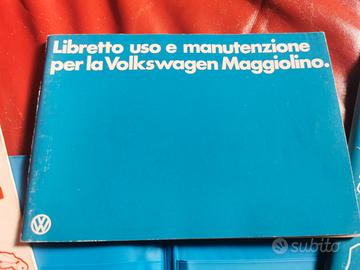 Libretto uso e manutenzione
per la Volkswagen Maggiolino.
VW
subito